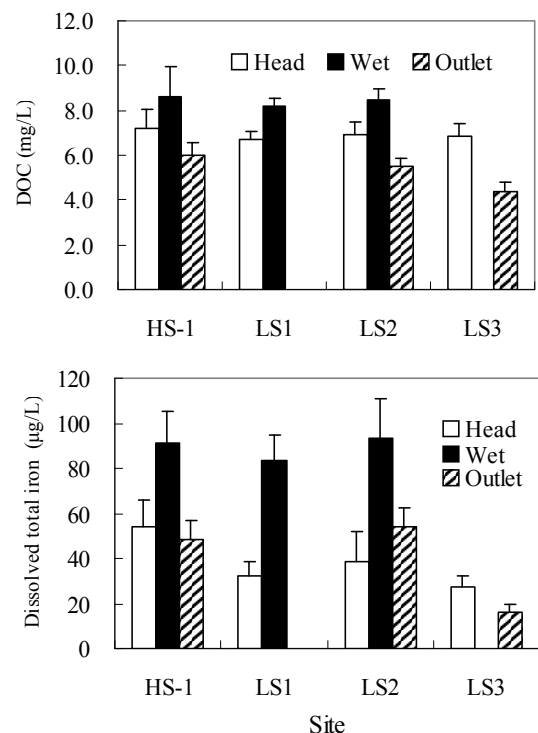 12.0
10.0
8.0
6.0
4.0
2.0
0.0
DOC (mg/L)
Head Wet Outlet
HS-1 LS1 LS2 LS3
120
100
80
60
40
20
0
Dissolved total iron (μg/L)
Head
Wet
Outlet
HS-1 LS1 LS2 LS3
Site